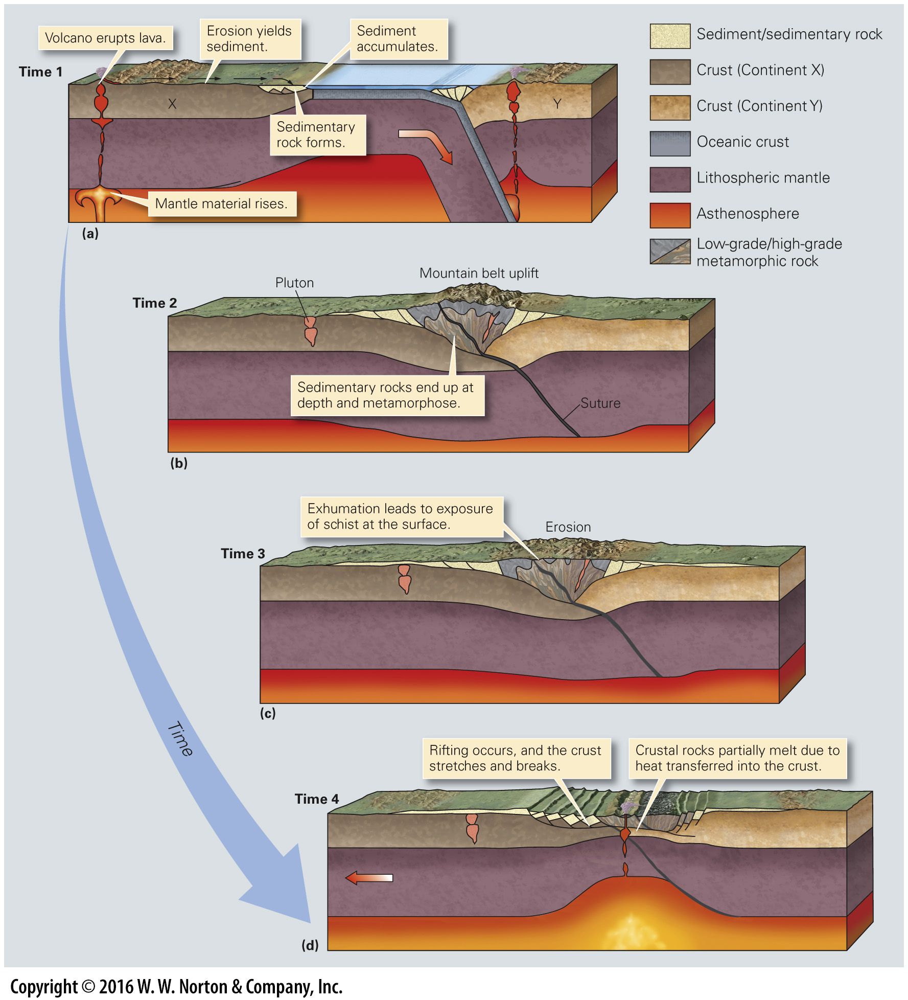 Volcano erupts lava.
Erosion yields
sediment.
Sediment
accumulates.
Time 1
X
Y
Sedimentary
rock forms.
Mantle material rises.
(a)
Sediment/sedimentary rock
Crust (Continent X)
Crust (Continent Y)
Oceanic crust
Lithospheric mantle
Asthenosphere
Low-grade/high-grade
metamorphic rock
Mountain belt uplift
Pluton
Time 2
Sedimentary rocks end up at
depth and metamorphose.
Suture
(b)
Exhumation leads to exposure
of schist at the surface.
Erosion
Time 3
(c)
Time
Rifting occurs, and the crust
stretches and breaks.
Crustal rocks partially melt due to
heat transferred into the crust.
Time 4
(d)
Copyright © 2016 W. W. Norton & Company, Inc.